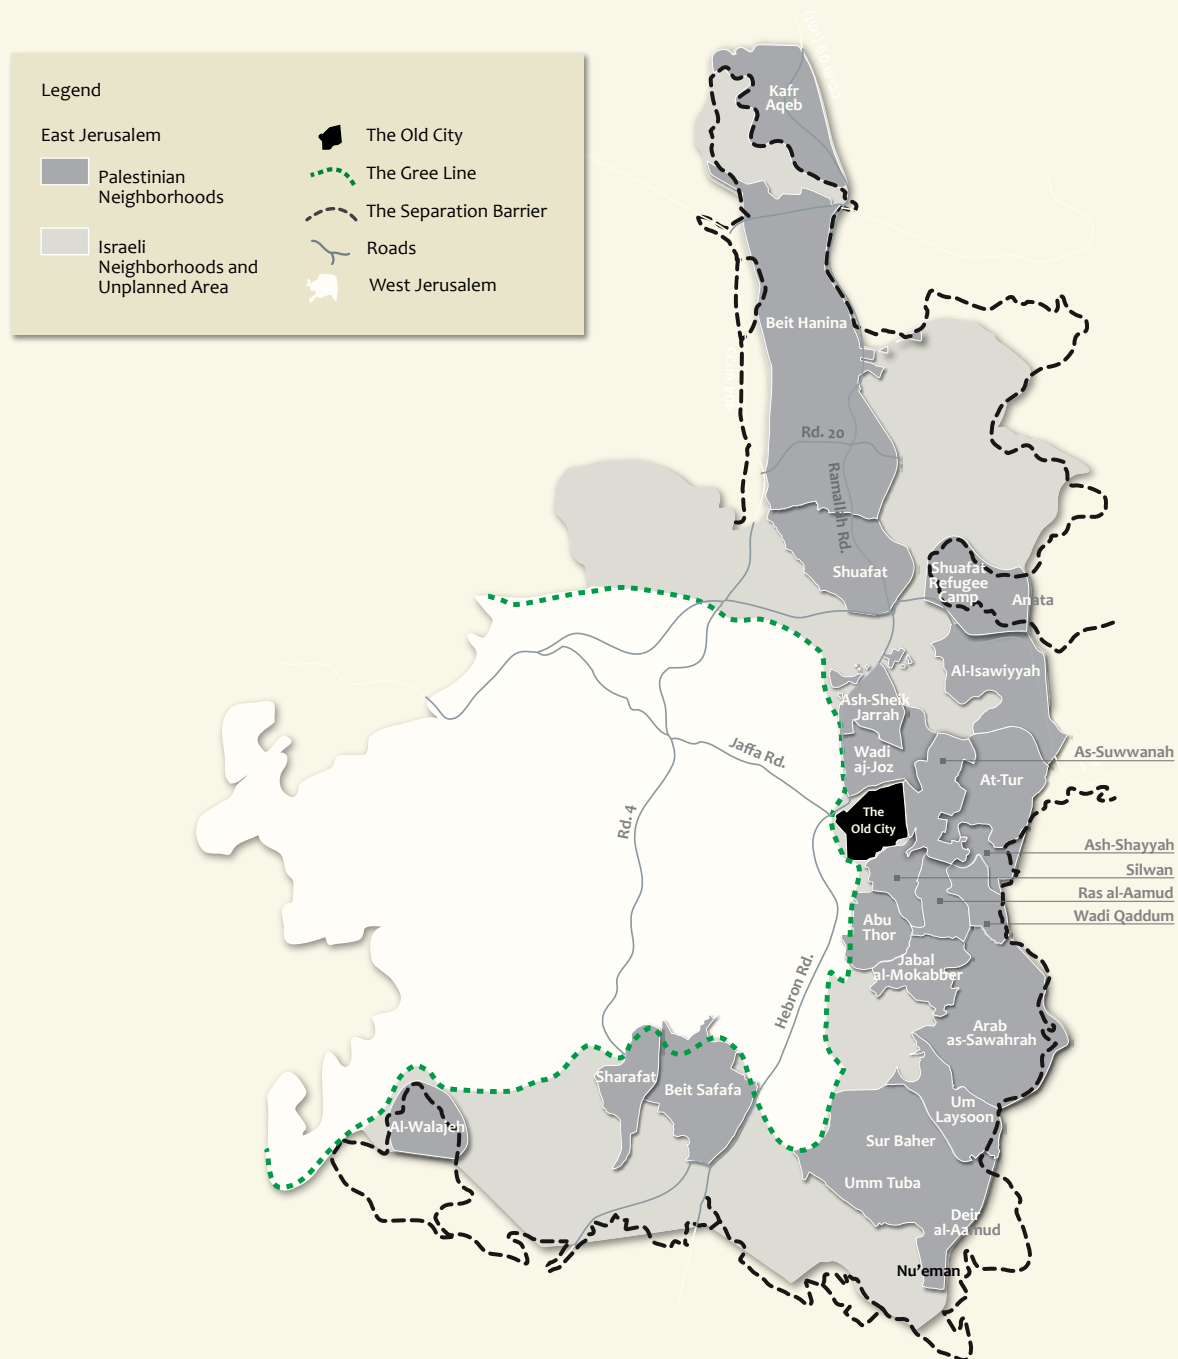 Legend
East Jerusalem
Palestinian
Neighborhoods
Israeli
Neighborhoods and
Unplanned Area
The Old City
The Gree Line
The Separation Barrier
Roads
West Jerusalem
Kafr
Aqeb
Beit Hanina
Rd. 20
Ramallah Rd.
Shuafat
Shuafat
Refugee
Camp
Anata
Al-Isawiyyah
Ash-Sheik
Jarrah
Wadi
aj-Joz
As-Suwwanah
At-Tur
Jaffa Rd.
Rd. 4
The
Old City
Ash-Shayyah
Silwan
Ras al-Aamud
Wadi Qaddum
Abu
Thor
Jabal
al-Mokabber
Hebron Rd.
Arab
as-Sawahrah
Sharafat
Beit Safafa
Um
Laysoon
Al-Walajeh
Sur Baher
Umm Tuba
Deir
al-Aamud
Nu'eman